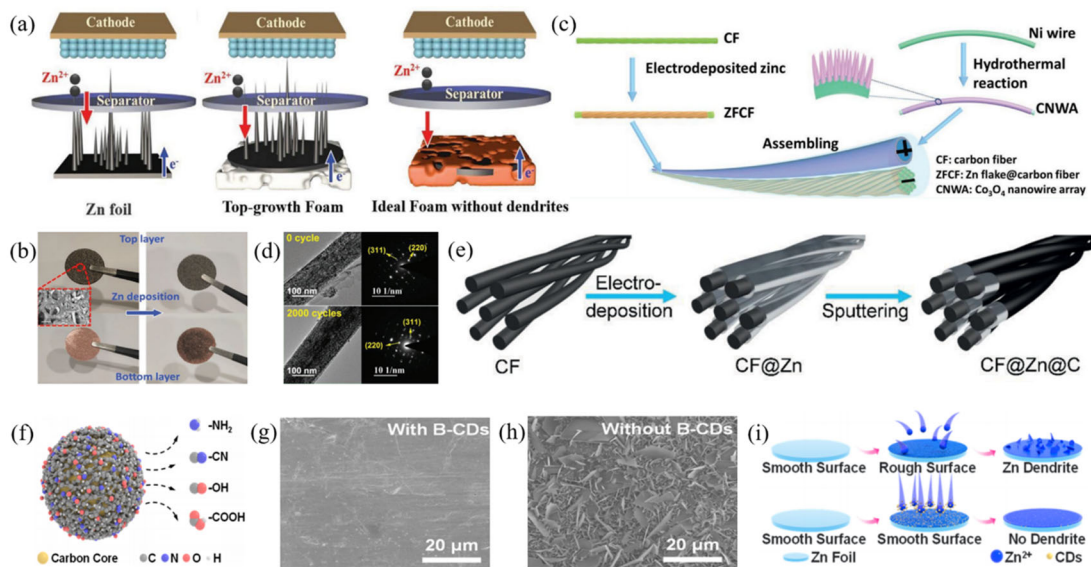 (a)
Cathode
Zn²⁺
Separator
e⁻
Zn foil
Cathode
Zn²⁺
Separator
e⁻
Top-growth Foam
Cathode
Zn²⁺
Separator
e⁻
Ideal Foam without dendrites
(c)
CF
Electrodeposited zinc
ZFCF
Ni wire
Hydrothermal
reaction
CNWA
Assembling
+
−
CF: carbon fiber
ZFCF: Zn flake@carbon fiber
CNWA: Co₃O₄ nanowire array
(b)
Top layer
Zn deposition
Bottom layer
(d)
0 cycle
100 nm
(311)
(220)
10 1/nm
2000 cycles
100 nm
(311)
(220)
10 1/nm
(e)
CF
Electro-
deposition
CF@Zn
Sputtering
CF@Zn@C
(f)
-NH₂
-CN
-OH
-COOH
Carbon Core
C
N
O
H
(g)
With B-CDs
20 μm
(h)
Without B-CDs
20 μm
(i)
Smooth Surface
Rough Surface
Zn Dendrite
Smooth Surface
Smooth Surface
No Dendrite
Zn Foil
Zn²⁺
CDs